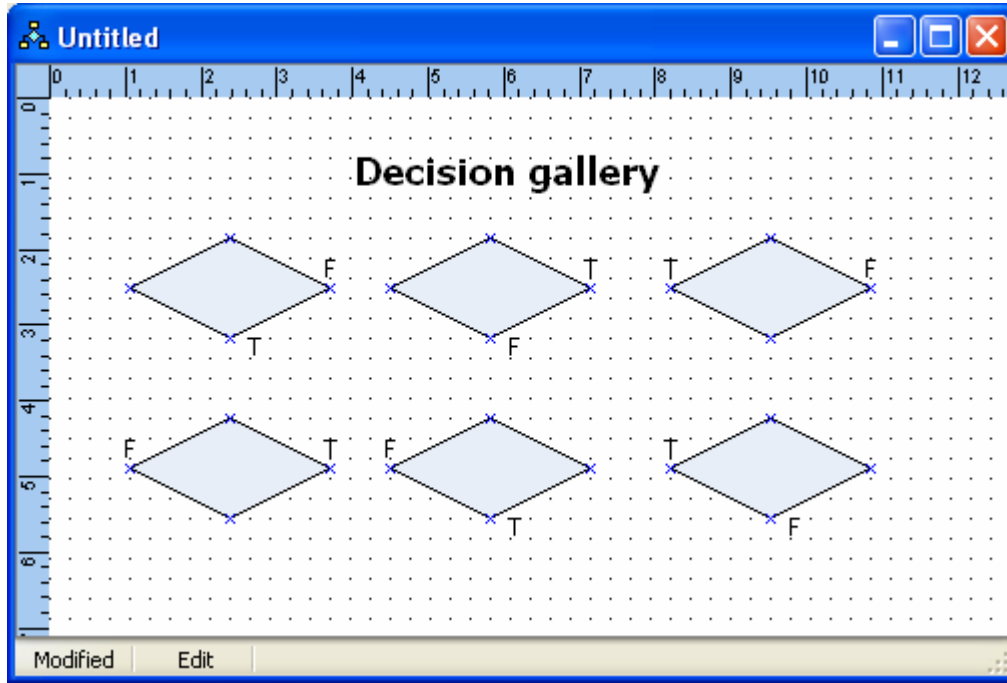 Untitled
0 1 2 3 4 5 6 7 8 9 10 11 12
0
1
2
3
4
5
6
Decision gallery
F T T F
T F
F T F T
T F
Modified Edit